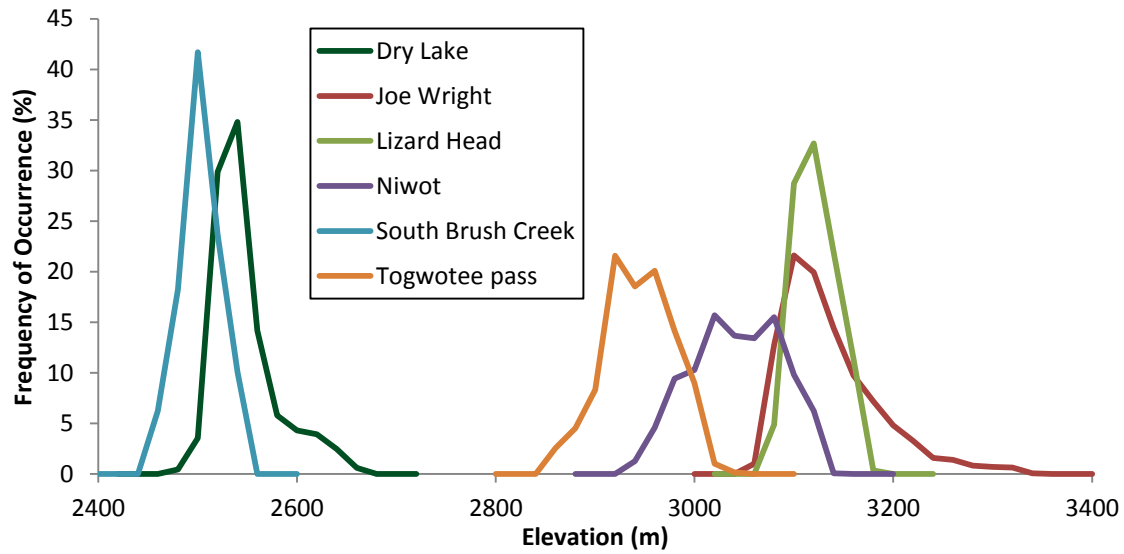 45
40
35
30
25
20
15
10
5
0
Frequency of Occurrence (%)
Dry Lake
Joe Wright
Lizard Head
Niwot
South Brush Creek
Togwotee pass
2400 2600 2800 3000 3200 3400
Elevation (m)